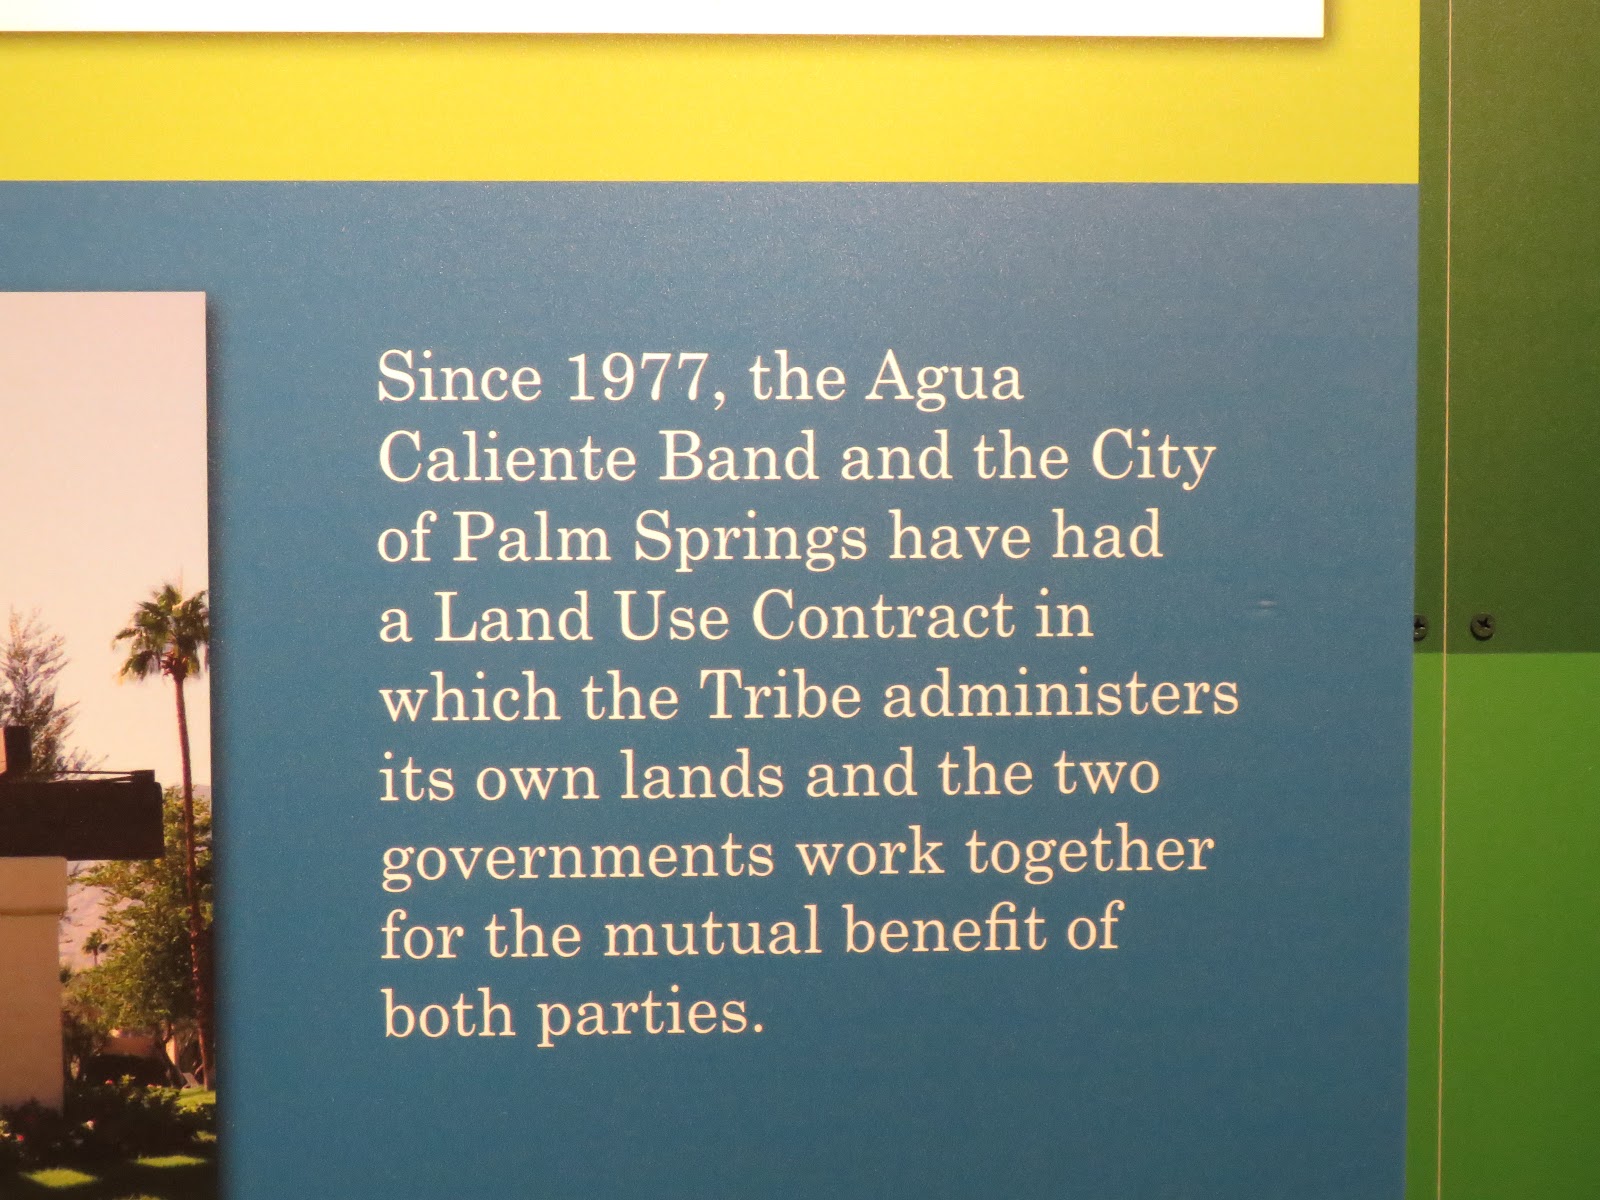 Since 1977, the Agua
Caliente Band and the City
of Palm Springs have had
a Land Use Contract in
which the Tribe administers
its own lands and the two
governments work together
for the mutual benefit of
both parties.